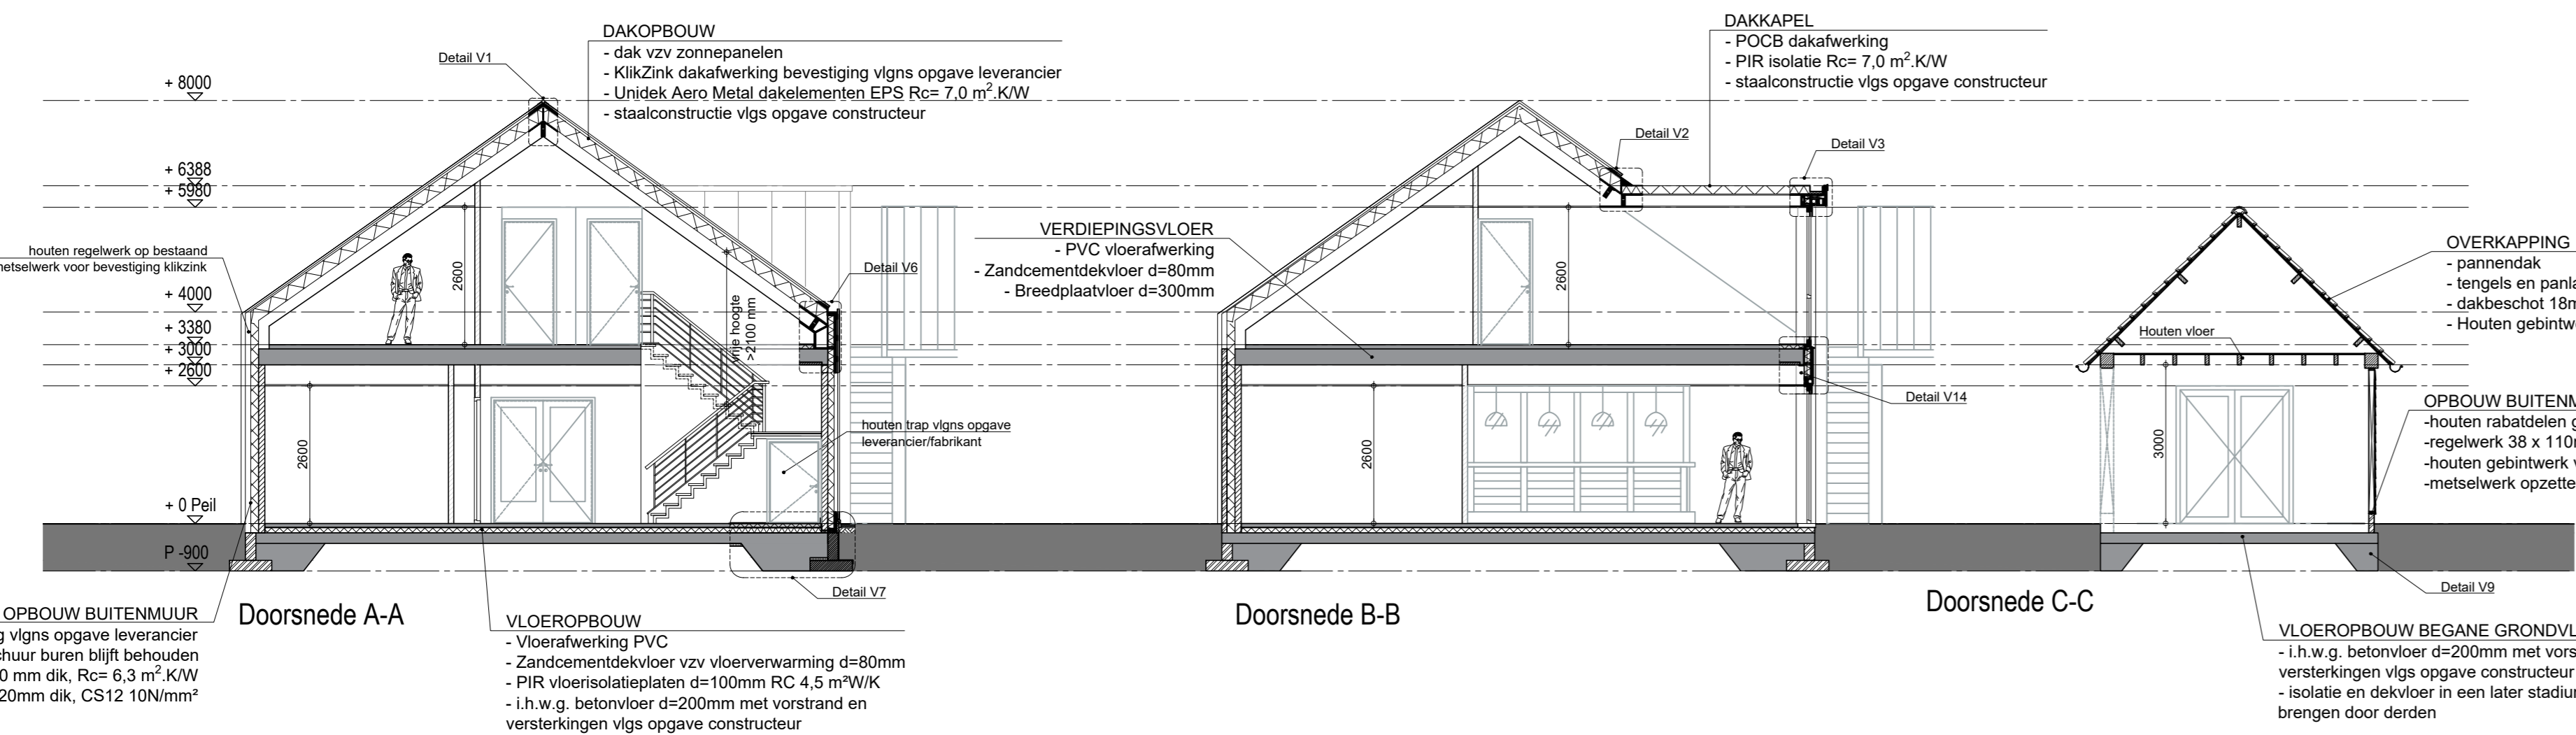 DAKOPBOUW
- dak vzv zonnepanelen
- KlikZink dakafwerking bevestiging vlgns opgave leverancier
- Unidek Aero Metal dakelementen EPS Rc= 7,0 m².K/W
- staalconstructie vlgs opgave constructeur
Detail V1
DAKKAPEL
- POCB dakafwerking
- PIR isolatie Rc= 7,0 m².K/W
- staalconstructie vlgs opgave constructeur
Detail V2
Detail V3
+ 8000
+ 6388
+ 5980
+ 4000
+ 3380
+ 3000
+ 2600
+ 0 Peil
P -900
houten regelwerk op bestaand
metselwerk voor bevestiging klikzink
2600
vrije hoogte
>2100 mm
Detail V6
2600
houten trap vlgns opgave
leverancier/fabrikant
Detail V7
VERDIEPINGSVLOER
- PVC vloerafwerking
- Zandcementdekvloer d=80mm
- Breedplaatvloer d=300mm
2600
2600
Detail V14
OVERKAPPING
- pannendak
- tengels en panla
- dakbeschot 18m
- Houten gebintw
Houten vloer
3000
OPBOUW BUITENM
-houten rabatdelen g
-regelwerk 38 x 110m
-houten gebintwerk v
-metselwerk opzette
Detail V9
OPBOUW BUITENMUUR
g vlgns opgave leverancier
chuur buren blijft behouden
0 mm dik, Rc= 6,3 m².K/W
20mm dik, CS12 10N/mm²
Doorsnede A-A
VLOEROPBOUW
- Vloerafwerking PVC
- Zandcementdekvloer vzv vloerverwarming d=80mm
- PIR vloerisolatieplaten d=100mm RC 4,5 m²W/K
- i.h.w.g. betonvloer d=200mm met vorstrand en
versterkingen vlgs opgave constructeur
Doorsnede B-B
Doorsnede C-C
VLOEROPBOUW BEGANE GRONDVL
- i.h.w.g. betonvloer d=200mm met vors
versterkingen vlgs opgave constructeur
- isolatie en dekvloer in een later stadiu
brengen door derden